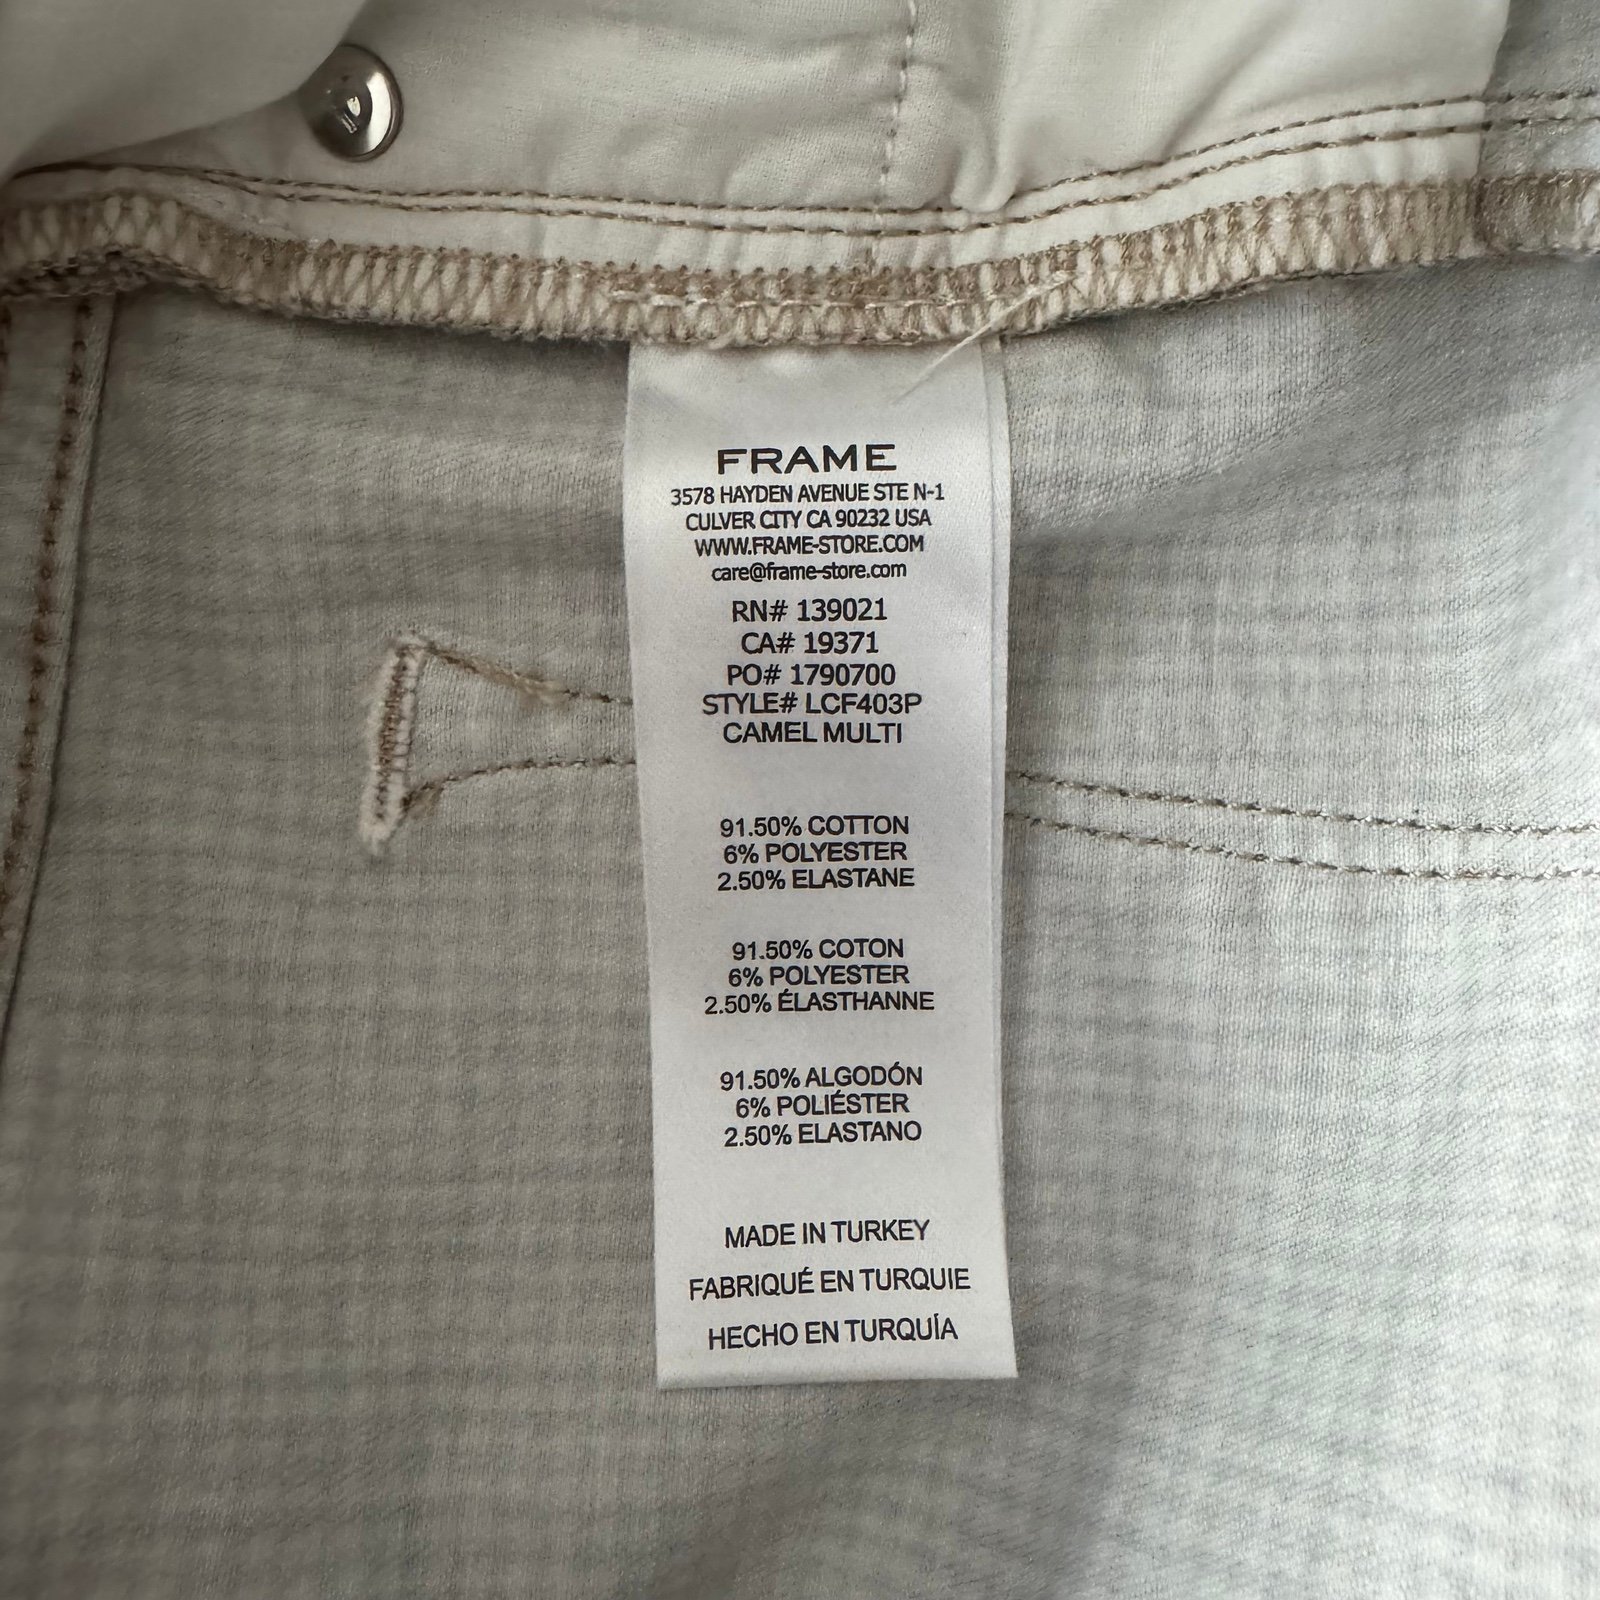 FRAME
3578 HAYDEN AVENUE STE N-1
CULVER CITY CA 90232 USA
WWW.FRAME-STORE.COM
care@frame-store.com
RN# 139021
CA# 19371
PO# 1790700
STYLE# LCF403P
CAMEL MULTI
91.50% COTTON
6% POLYESTER
2.50% ELASTANE
91.50% COTON
6% POLYESTER
2.50% ÉLASTHANNE
91.50% ALGODÓN
6% POLIÉSTER
2.50% ELASTANO
MADE IN TURKEY
FABRIQUÉ EN TURQUIE
HECHO EN TURQUÍA